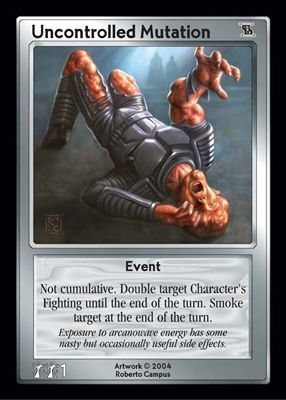 Uncontrolled Mutation
Event
Not cumulative. Double target Character's
Fighting until the end of the turn. Smoke
target at the end of the turn.
Exposure to arcanowave energy has some
nasty but occasionally useful side effects.
1
Artwork © 2004
Roberto Campus